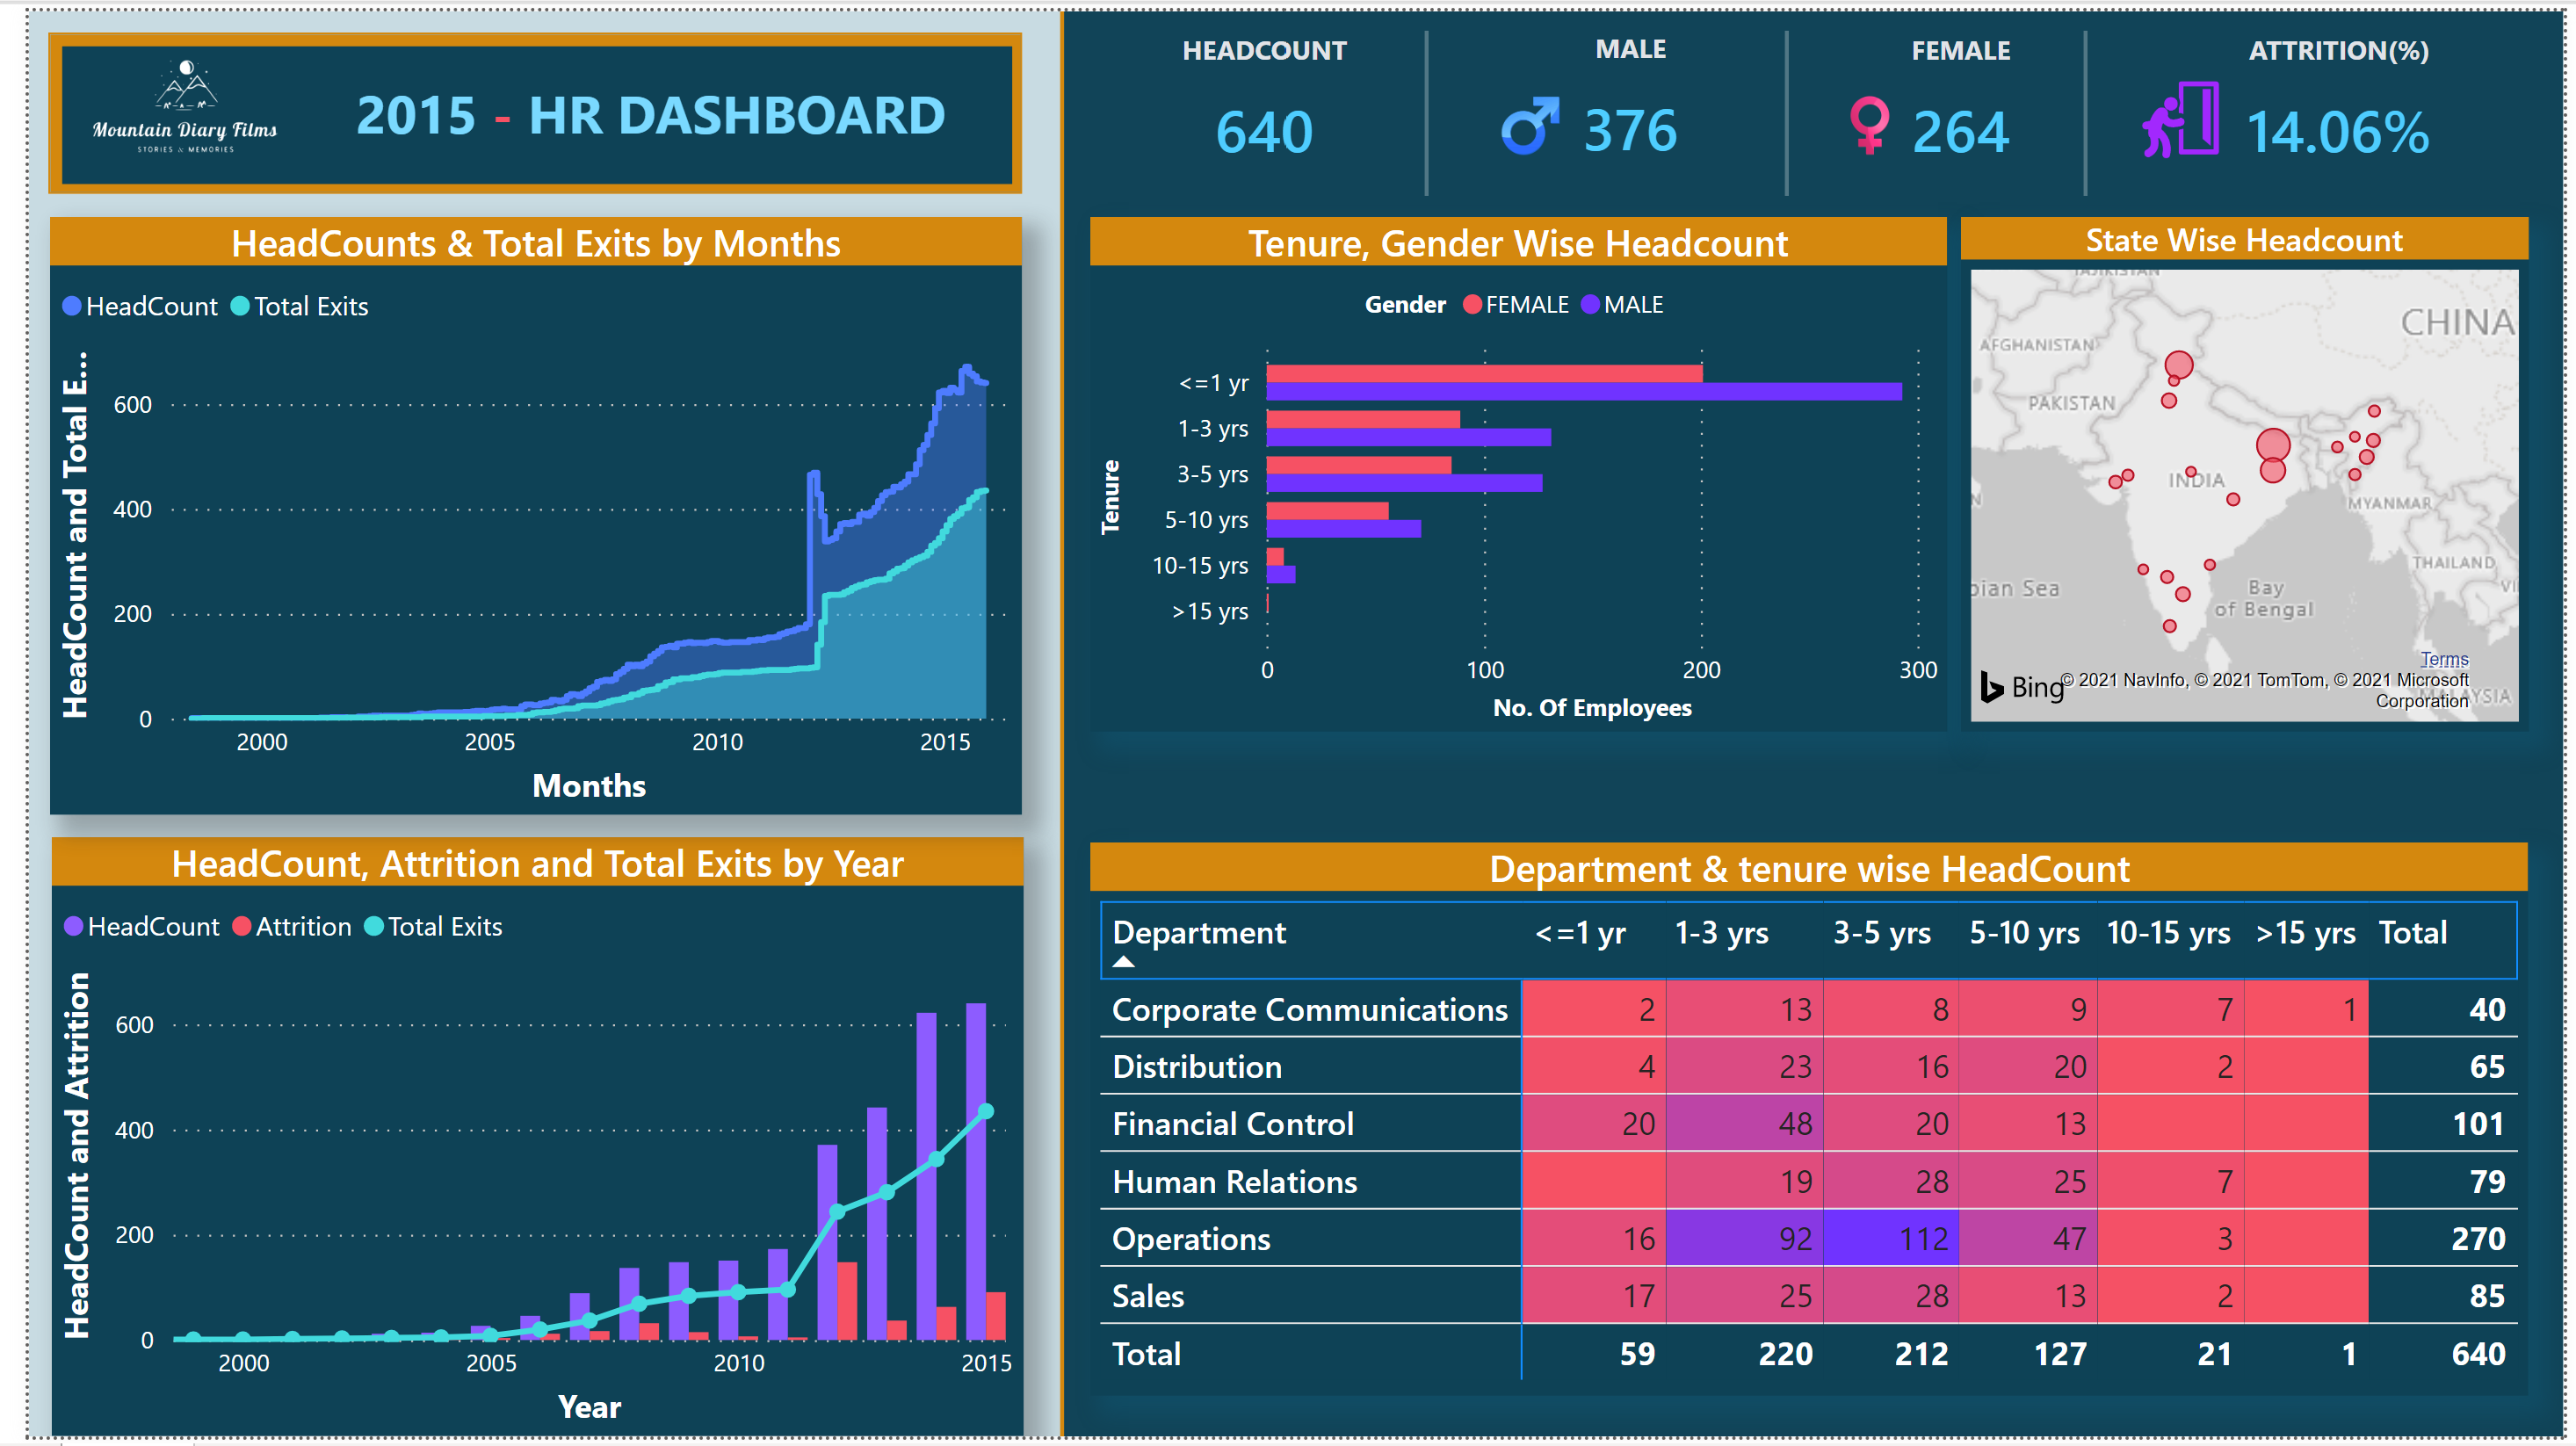 Mountain Diary Films
STORIES & MEMORIES
2015 - HR DASHBOARD
HEADCOUNT
640
MALE
376
FEMALE
264
ATTRITION(%)
14.06%
HeadCounts & Total Exits by Months
HeadCount Total Exits
HeadCount and Total E...
600
400
200
0
2000 2005 2010 2015
Months
Tenure, Gender Wise Headcount
Gender FEMALE MALE
Tenure
<=1 yr
1-3 yrs
3-5 yrs
5-10 yrs
10-15 yrs
>15 yrs
0 100 200 300
No. Of Employees
State Wise Headcount
CHINA
AFGHANISTAN
PAKISTAN
INDIA
MYANMAR
THAILAND
Bay
of Bengal
Terms
Bing
© 2021 NavInfo, © 2021 TomTom, © 2021 Microsoft
Corporation
HeadCount, Attrition and Total Exits by Year
HeadCount Attrition Total Exits
HeadCount and Attrition
600
400
200
0
2000 2005 2010 2015
Year
Department & tenure wise HeadCount
Department <=1 yr 1-3 yrs 3-5 yrs 5-10 yrs 10-15 yrs >15 yrs Total
Corporate Communications 2 13 8 9 7 1 40
Distribution 4 23 16 20 2 65
Financial Control 20 48 20 13 101
Human Relations 19 28 25 7 79
Operations 16 92 112 47 3 270
Sales 17 25 28 13 2 85
Total 59 220 212 127 21 1 640